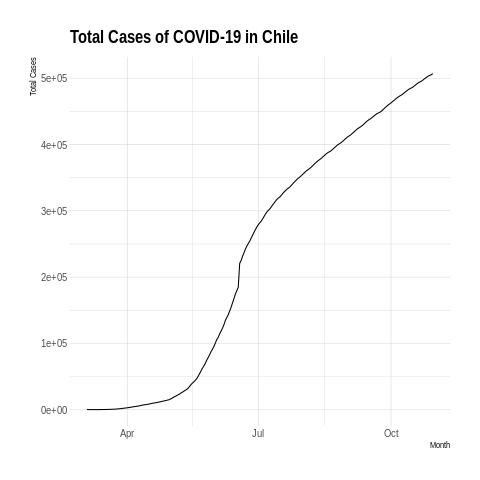 Total Cases of COVID-19 in Chile
Total Cases
5e+05
4e+05
3e+05
2e+05
1e+05
0e+00
Apr Jul Oct
Month